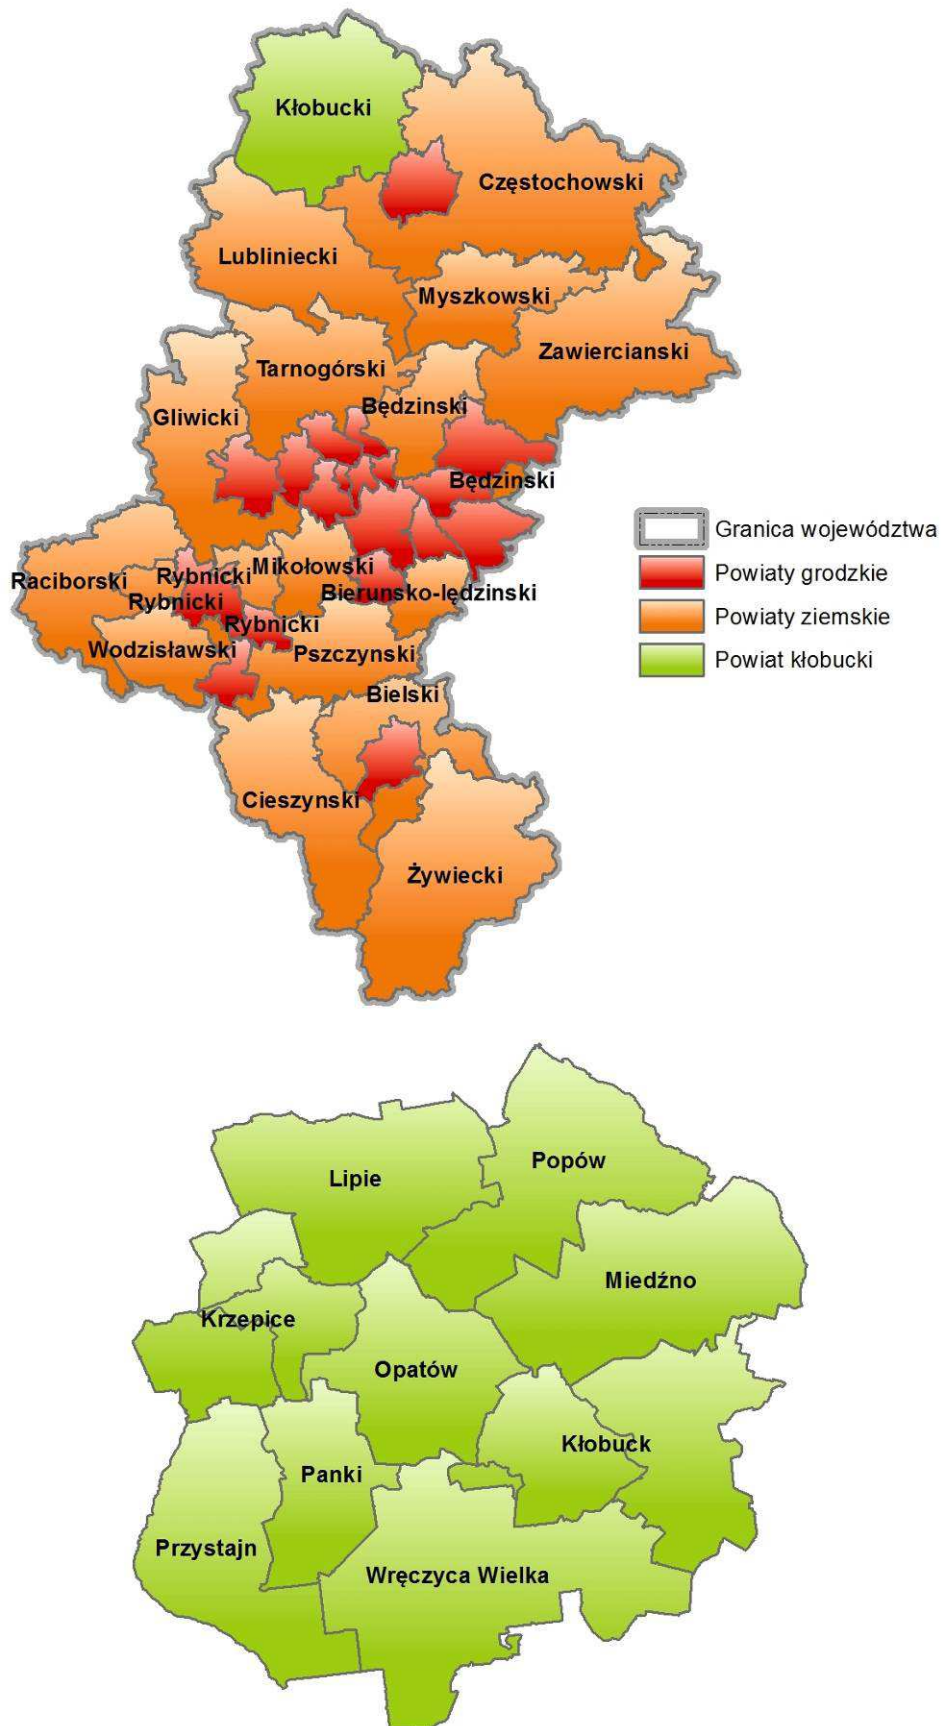 Kłobucki
Częstochowski
Lubliniecki
Myszkowski
Zawiercianski
Tarnogórski
Będzinski
Gliwicki
Będzinski
Mikołowski
Rybnicki
Raciborski
Bierunsko-lędzinski
Rybnicki
Rybnicki
Wodzisławski
Pszczynski
Bielski
Cieszynski
Żywiecki
Granica województwa
Powiaty grodzkie
Powiaty ziemskie
Powiat kłobucki
Popów
Lipie
Miedźno
Krzepice
Opatów
Kłobuck
Panki
Przystajn
Wręczyca Wielka